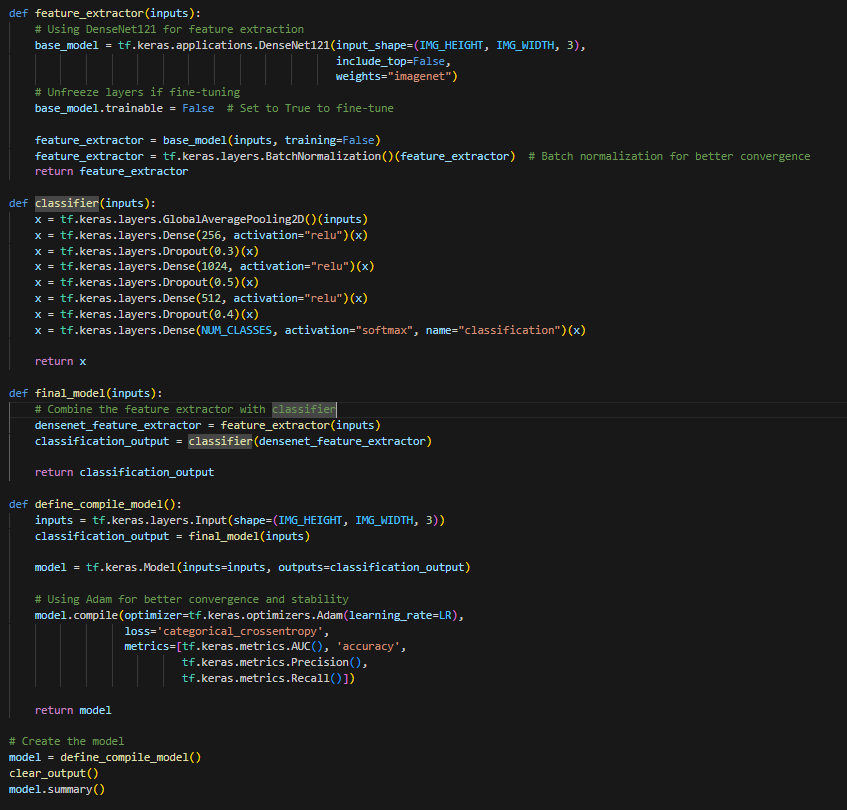 def feature_extractor(inputs):
    # Using DenseNet121 for feature extraction
    base_model = tf.keras.applications.DenseNet121(input_shape=(IMG_HEIGHT, IMG_WIDTH, 3),
                                                   include_top=False,
                                                   weights="imagenet")
    # Unfreeze layers if fine-tuning
    base_model.trainable = False  # Set to True to fine-tune

    feature_extractor = base_model(inputs, training=False)
    feature_extractor = tf.keras.layers.BatchNormalization()(feature_extractor)  # Batch normalization for better convergence
    return feature_extractor

def classifier(inputs):
    x = tf.keras.layers.GlobalAveragePooling2D()(inputs)
    x = tf.keras.layers.Dense(256, activation="relu")(x)
    x = tf.keras.layers.Dropout(0.3)(x)
    x = tf.keras.layers.Dense(1024, activation="relu")(x)
    x = tf.keras.layers.Dropout(0.5)(x)
    x = tf.keras.layers.Dense(512, activation="relu")(x)
    x = tf.keras.layers.Dropout(0.4)(x)
    x = tf.keras.layers.Dense(NUM_CLASSES, activation="softmax", name="classification")(x)

    return x

def final_model(inputs):
    # Combine the feature extractor with classifier
    densenet_feature_extractor = feature_extractor(inputs)
    classification_output = classifier(densenet_feature_extractor)

    return classification_output

def define_compile_model():
    inputs = tf.keras.layers.Input(shape=(IMG_HEIGHT, IMG_WIDTH, 3))
    classification_output = final_model(inputs)

    model = tf.keras.Model(inputs=inputs, outputs=classification_output)

    # Using Adam for better convergence and stability
    model.compile(optimizer=tf.keras.optimizers.Adam(learning_rate=LR),
                  loss='categorical_crossentropy',
                  metrics=[tf.keras.metrics.AUC(), 'accuracy',
                           tf.keras.metrics.Precision(),
                           tf.keras.metrics.Recall()])

    return model

# Create the model
model = define_compile_model()
clear_output()
model.summary()